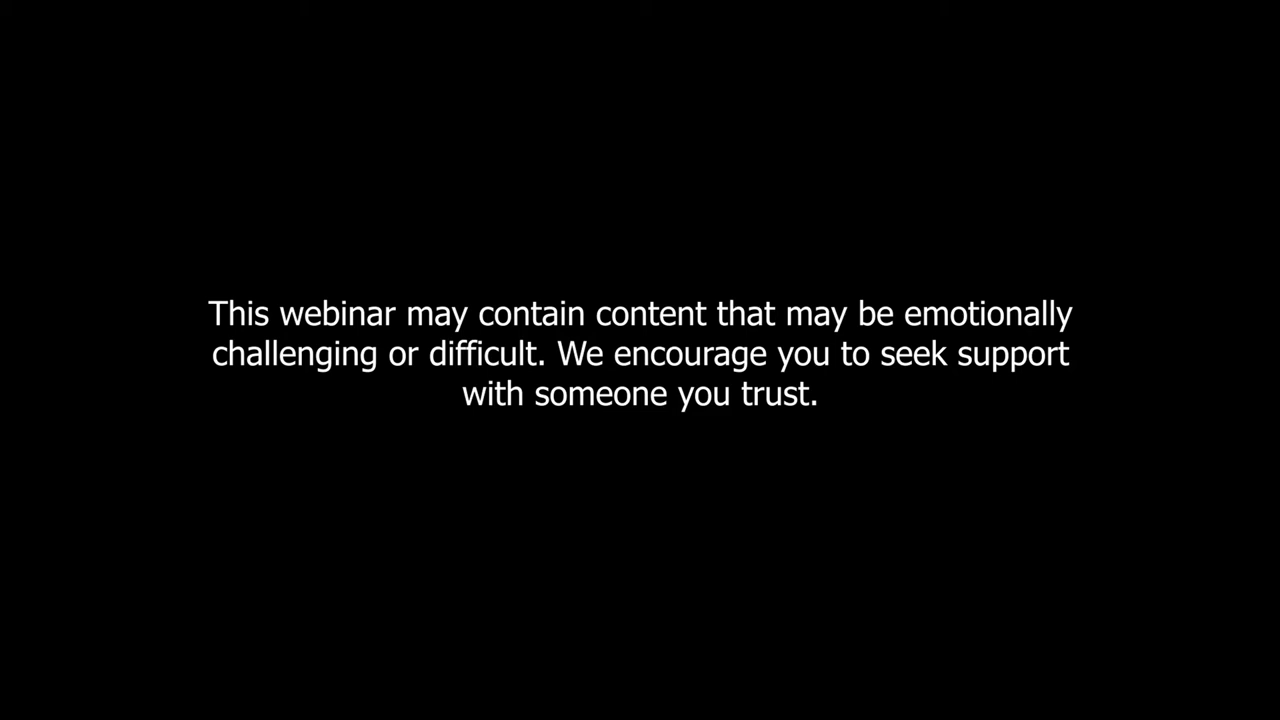 This webinar may contain content that may be emotionally
challenging or difficult. We encourage you to seek support
with someone you trust.